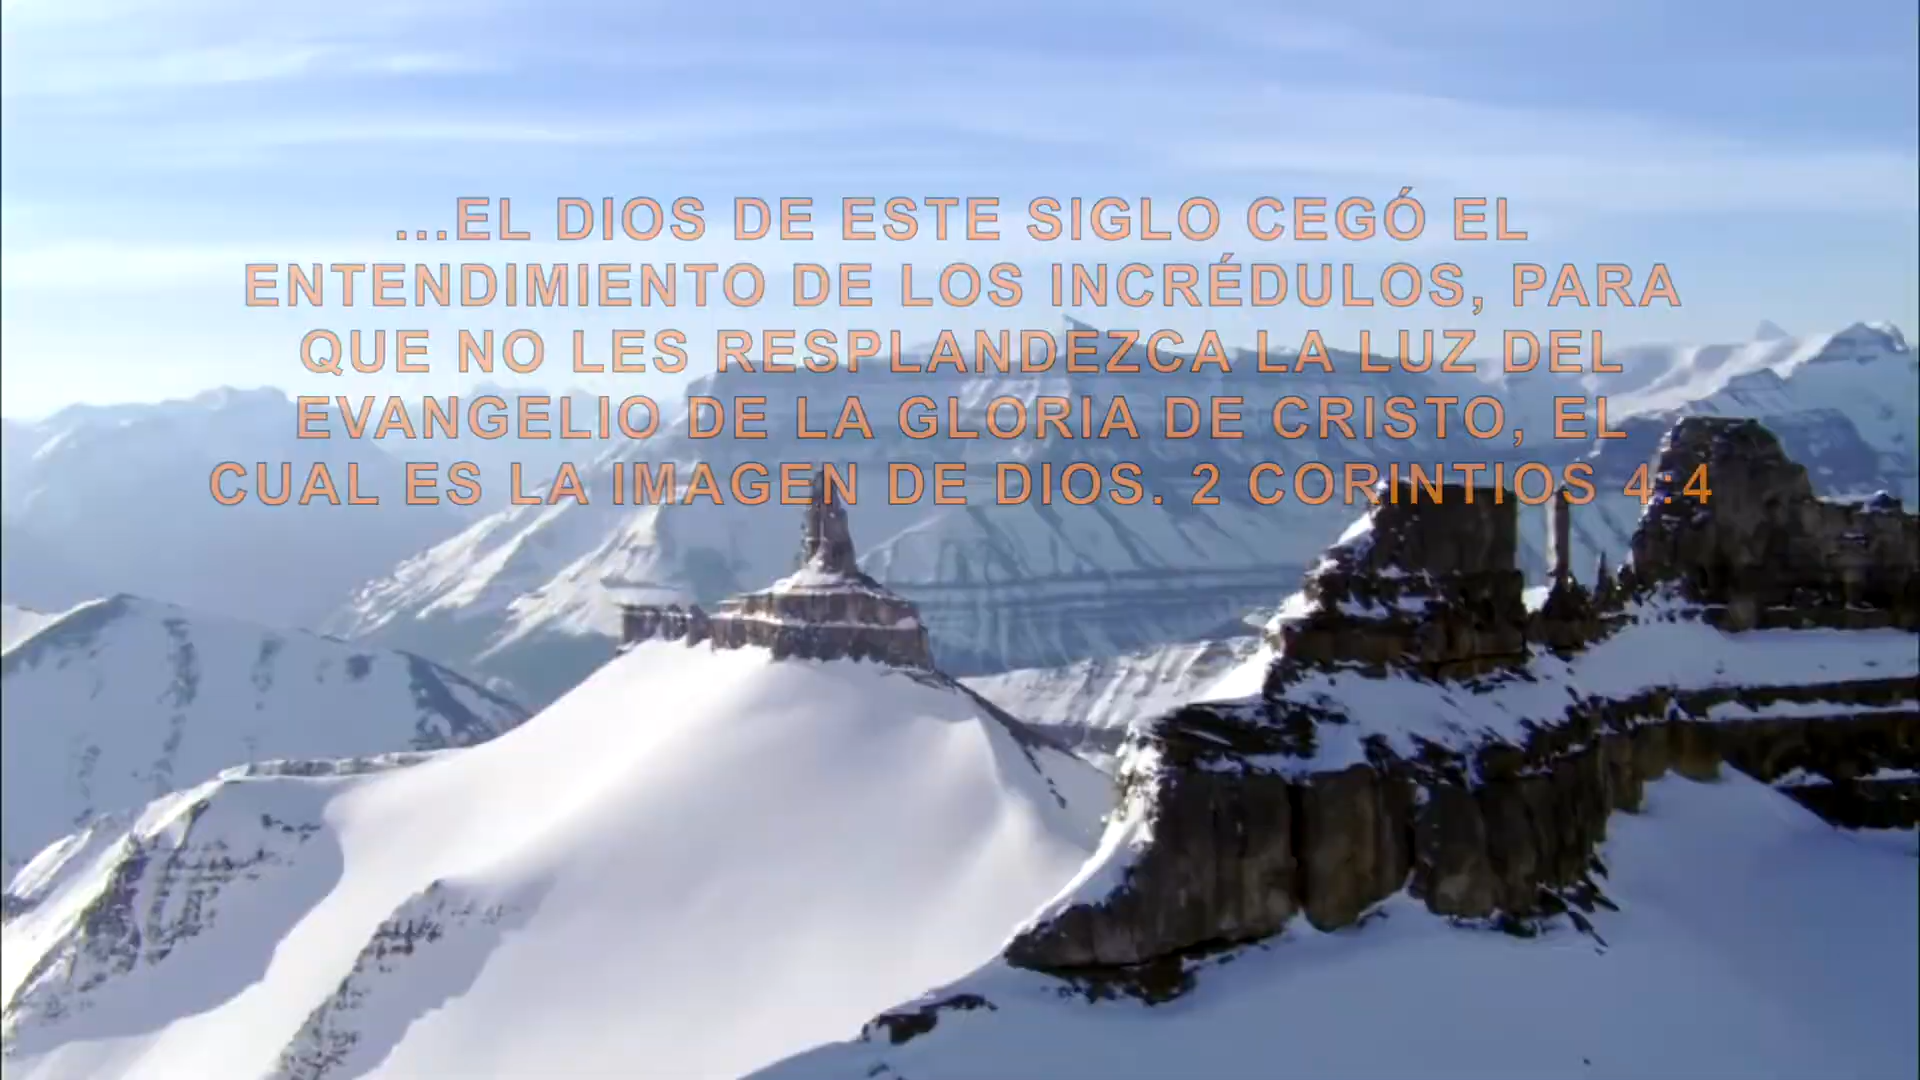 ...EL DIOS DE ESTE SIGLO CEGÓ EL
ENTENDIMIENTO DE LOS INCRÉDULOS, PARA
QUE NO LES RESPLANDEZCA LA LUZ DEL
EVANGELIO DE LA GLORIA DE CRISTO, EL
CUAL ES LA IMAGEN DE DIOS. 2 CORINTIOS 4:4